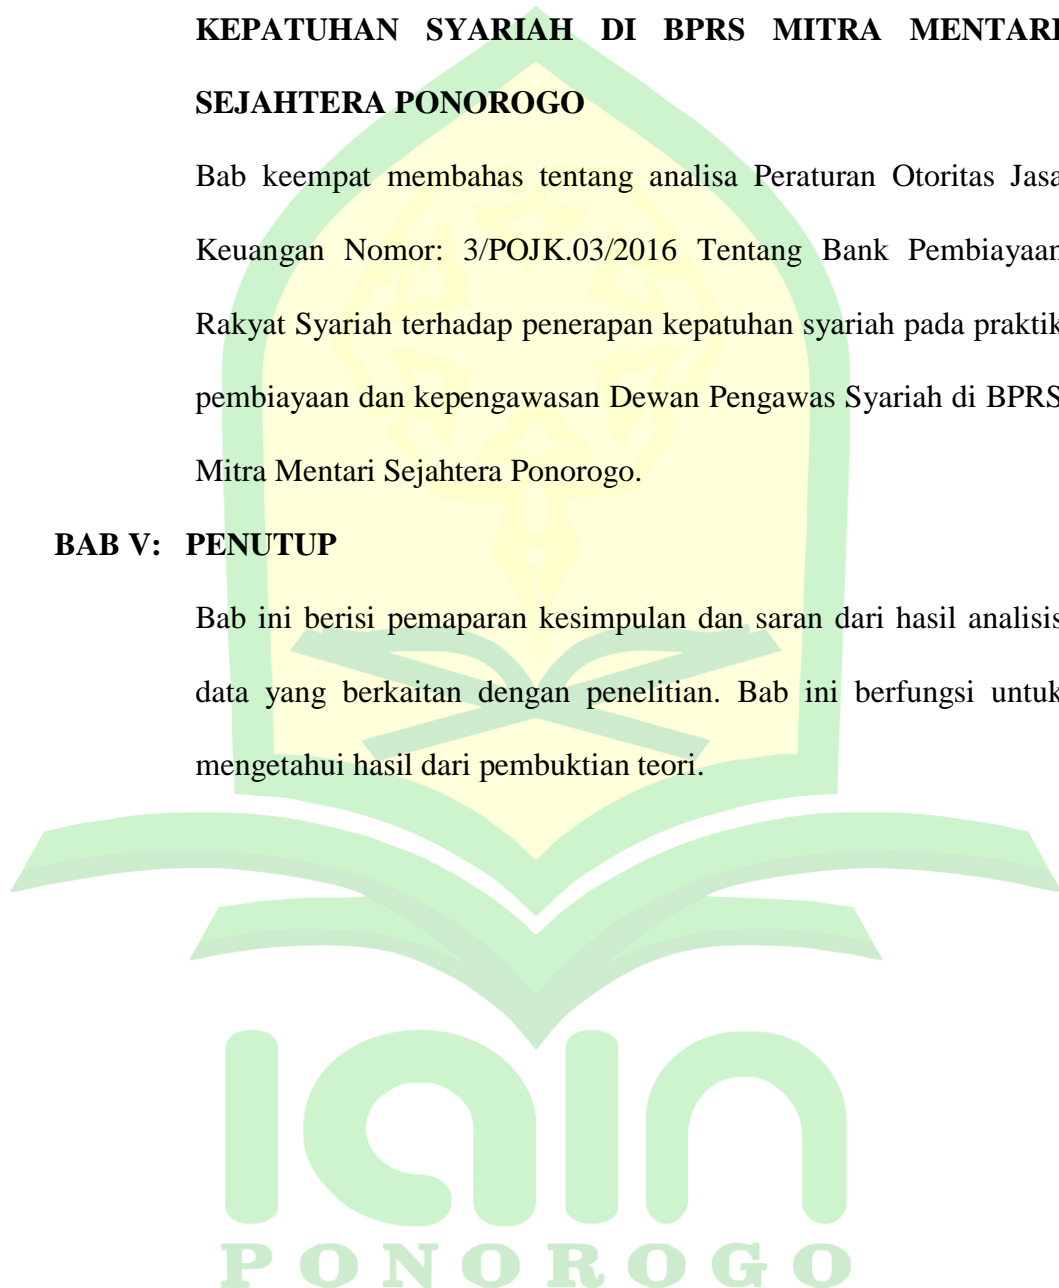 KEPATUHAN SYARIAH DI BPRS MITRA MENTARI
SEJAHTERA PONOROGO
Bab keempat membahas tentang analisa Peraturan Otoritas Jasa
Keuangan Nomor: 3/POJK.03/2016 Tentang Bank Pembiayaan
Rakyat Syariah terhadap penerapan kepatuhan syariah pada praktik
pembiayaan dan kepengawasan Dewan Pengawas Syariah di BPRS
Mitra Mentari Sejahtera Ponorogo.
BAB V: PENUTUP
Bab ini berisi pemaparan kesimpulan dan saran dari hasil analisis
data yang berkaitan dengan penelitian. Bab ini berfungsi untuk
mengetahui hasil dari pembuktian teori.
iain
PONOROGO